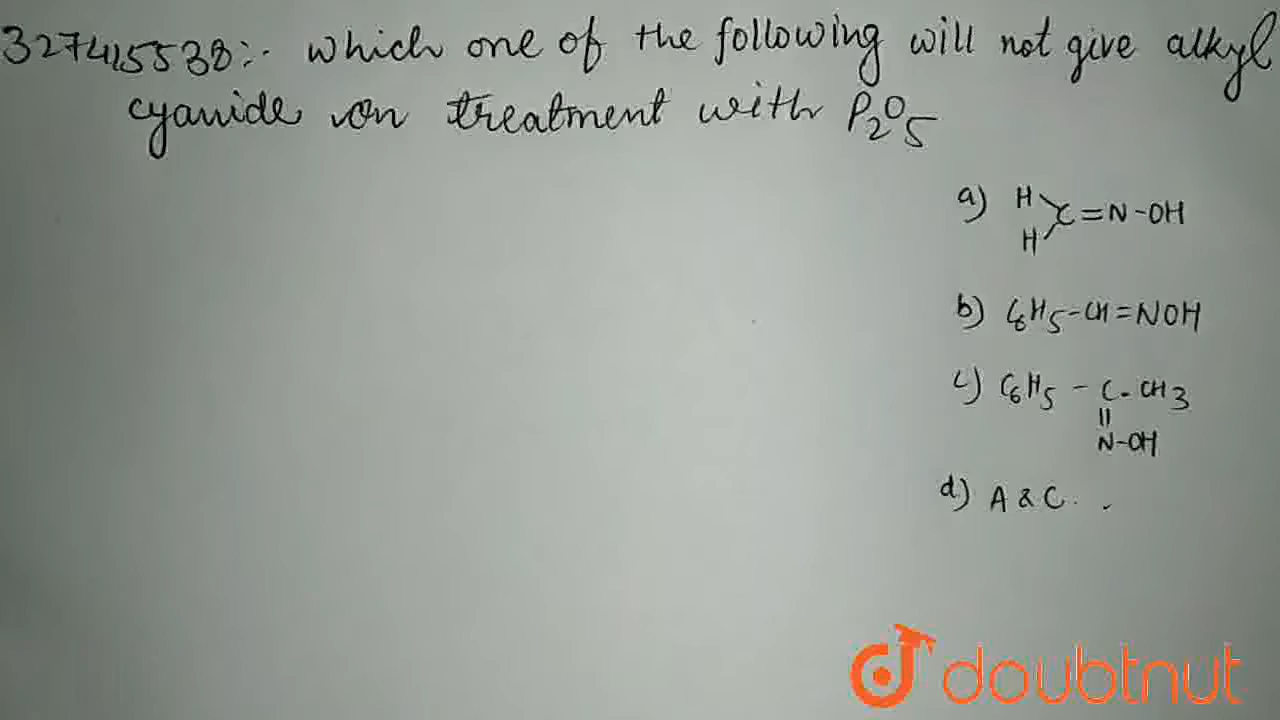 327415538:- which one of the following will not give alkyl
cyanide on treatment with P2O5
a) H
H C=N-OH
b) C6H5-CH=NOH
c) C6H5-C-CH3
||
N-OH
d) A & C.
doubtnut